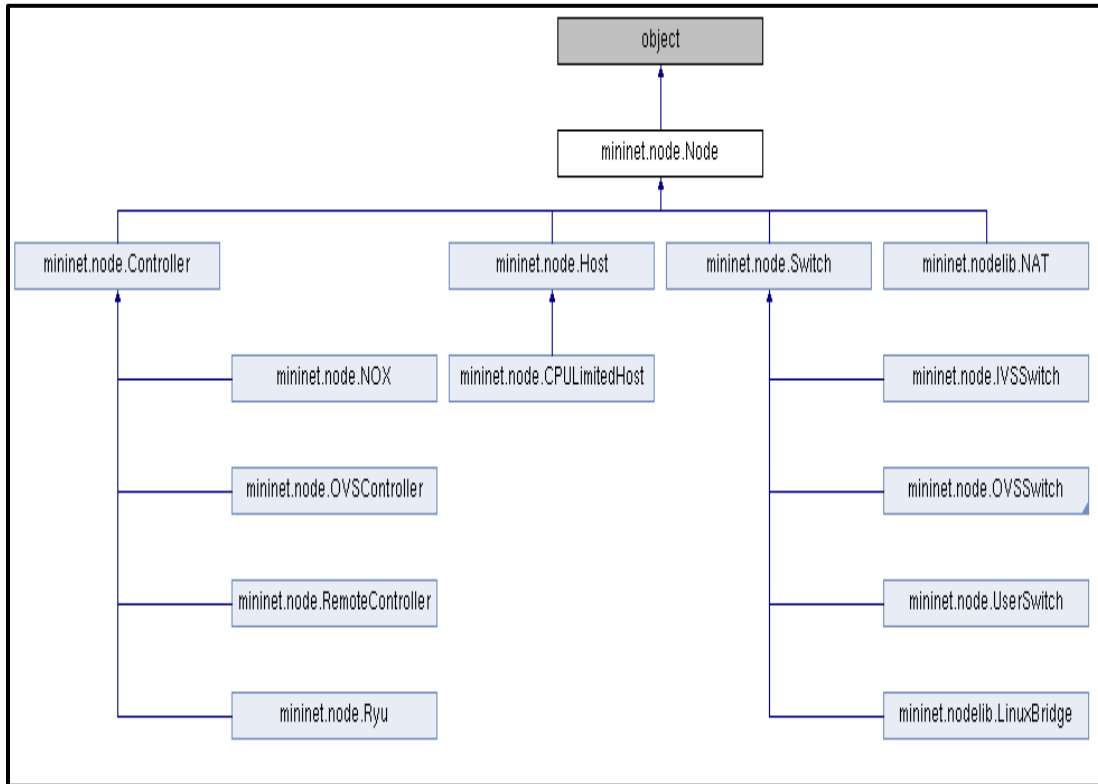 object
mininet.node.Node
mininet.node.Controller
mininet.node.Host
mininet.node.Switch
mininet.nodelib.NAT
mininet.node.NOX
mininet.node.CPULimitedHost
mininet.node.IVSSwitch
mininet.node.OVSController
mininet.node.OVSSwitch
mininet.node.RemoteController
mininet.node.UserSwitch
mininet.node.Ryu
mininet.nodelib.LinuxBridge